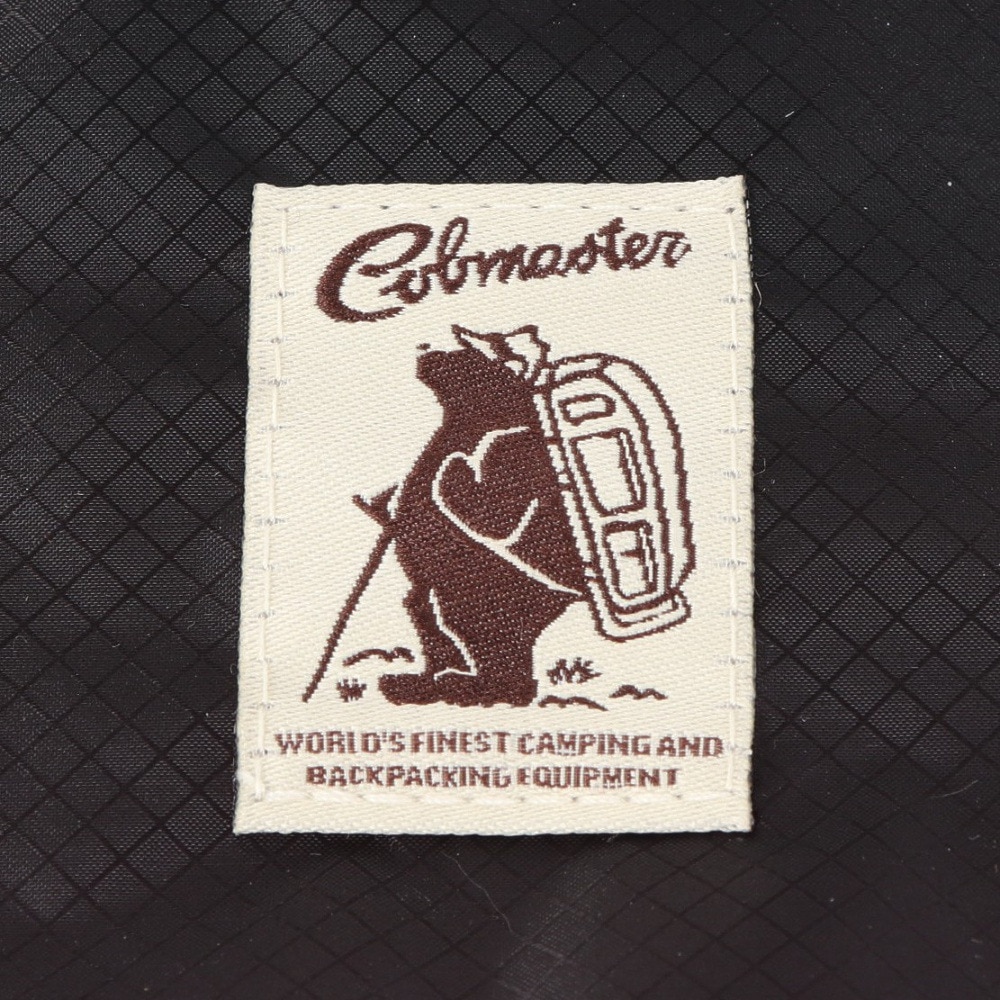 Cobmaster
WORLD'S FINEST CAMPING AND
BACKPACKING EQUIPMENT